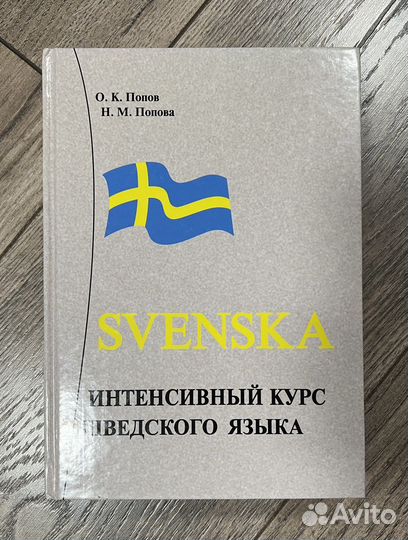 О. К. Попов
Н. М. Попова
SVENSKA
ИНТЕНСИВНЫЙ КУРС
ШВЕДСКОГО ЯЗЫКА
Avito